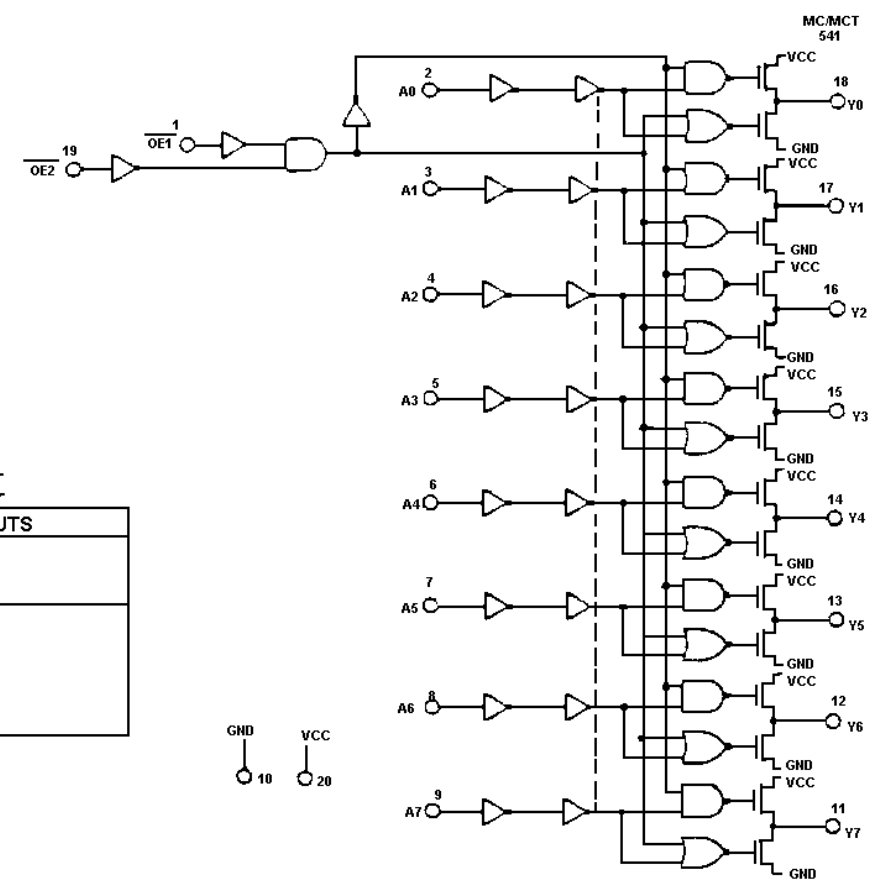 MC/MCT
541
VCC
18
Y0
GND
2
A0
1
OE1
19
OE2
VCC
3
A1
17
Y1
GND
VCC
4
A2
16
Y2
GND
VCC
5
A3
15
Y3
GND
VCC
6
A4
14
Y4
GND
VCC
7
A5
13
Y5
GND
VCC
8
A6
12
Y6
GND
VCC
9
A7
11
Y7
GND
UTS
GND
10
VCC
20